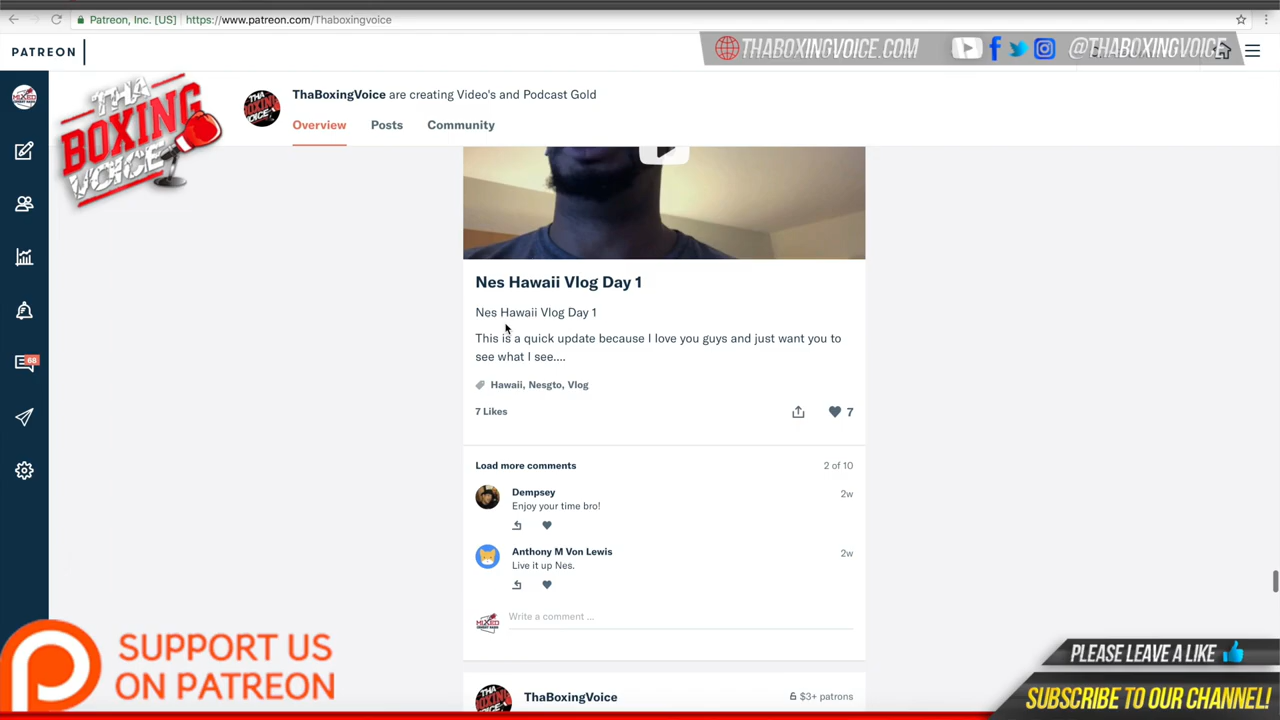 Patreon, Inc. [US] https://www.patreon.com/Thaboxingvoice
PATREON
THABOXINGVOICE.COM
@THABOXINGVOICE
THA
BOXING
VOICE
ThaBoxingVoice are creating Video's and Podcast Gold
Overview Posts Community
Nes Hawaii Vlog Day 1
Nes Hawaii Vlog Day 1
This is a quick update because I love you guys and just want you to
see what I see....
Hawaii, Nesgto, Vlog
7 Likes
7
68
Load more comments
2 of 10
Dempsey
2w
Enjoy your time bro!
Anthony M Von Lewis
2w
Live it up Nes.
Write a comment ...
ThaBoxingVoice
$3+ patrons
SUPPORT US
ON PATREON
PLEASE LEAVE A LIKE
SUBSCRIBE TO OUR CHANNEL!